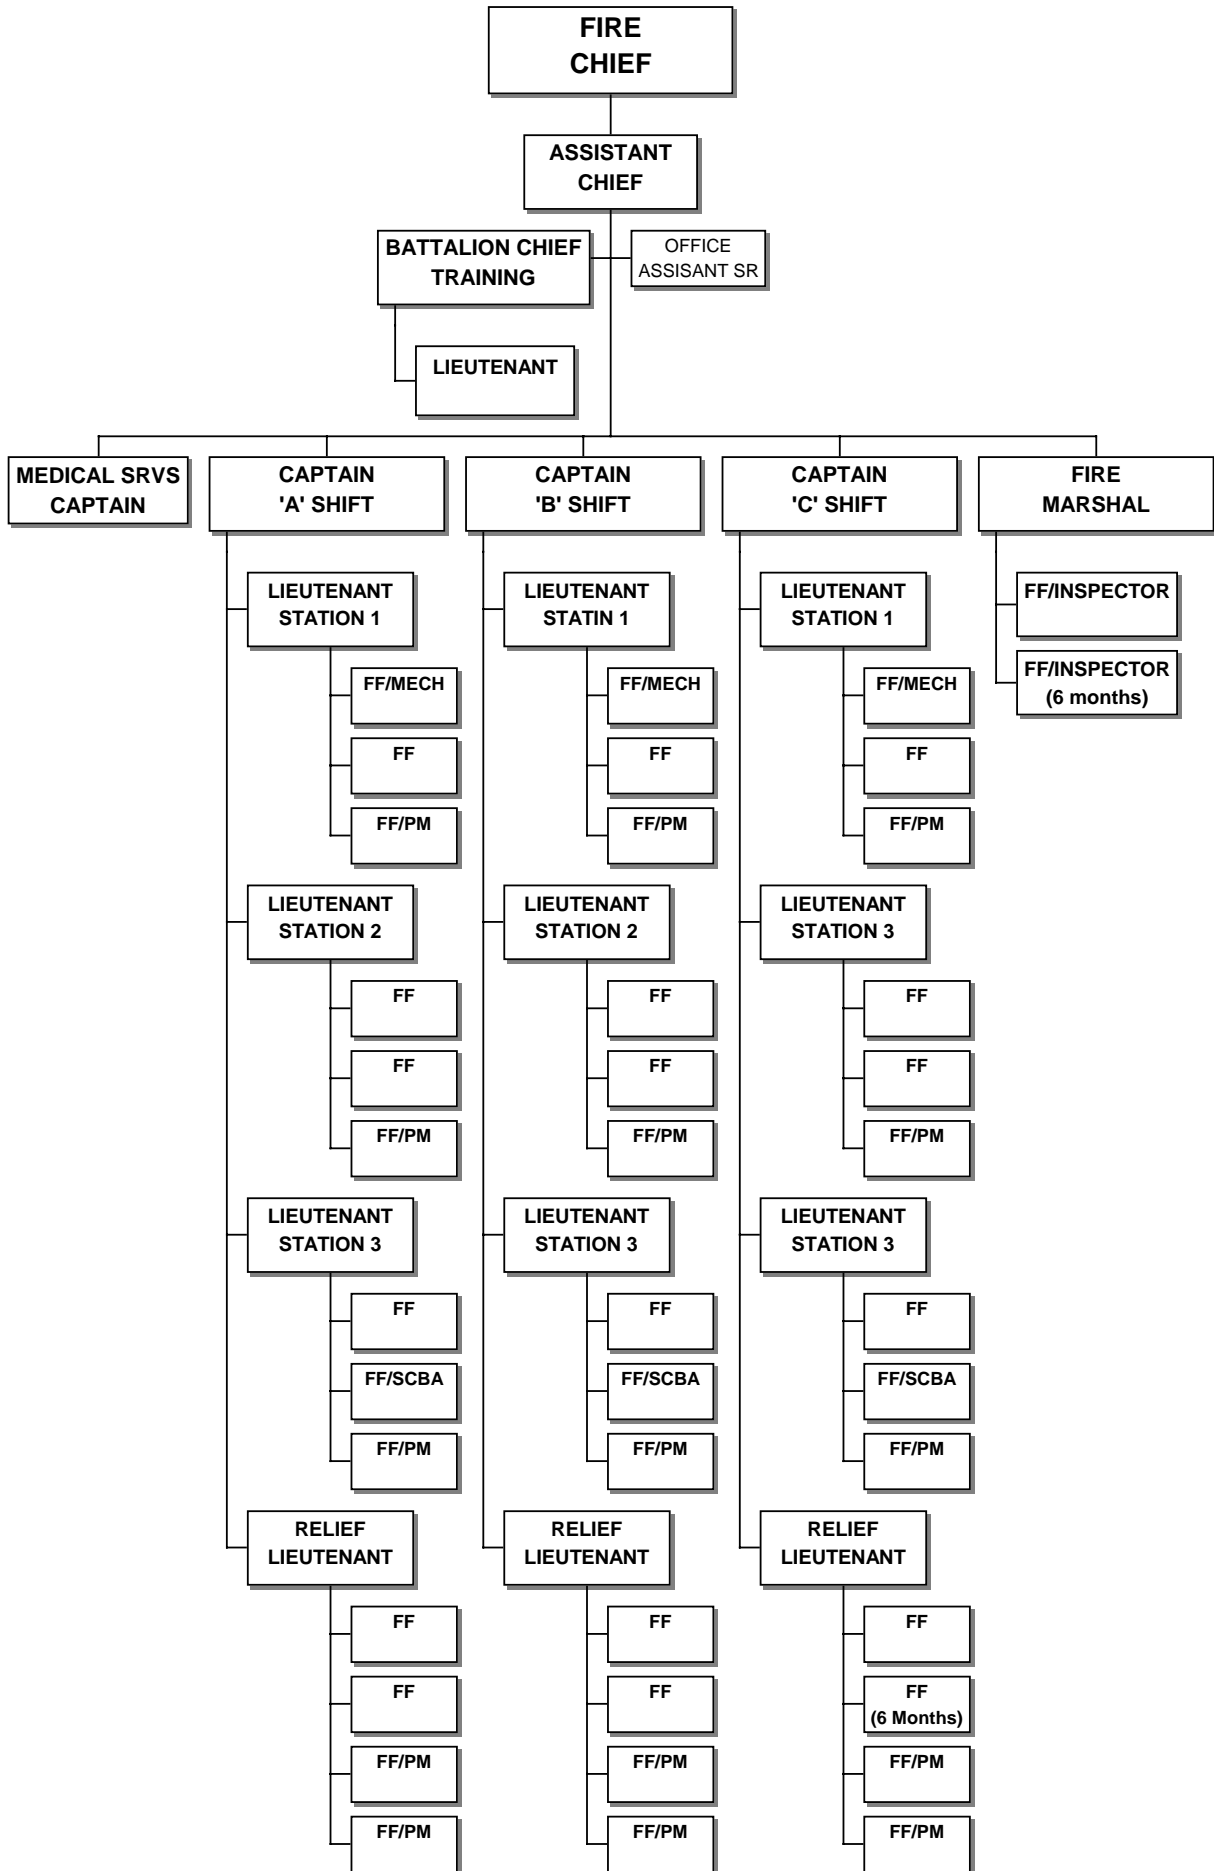 FIRE
CHIEF
ASSISTANT
CHIEF
BATTALION CHIEF
TRAINING
OFFICE
ASSISANT SR
LIEUTENANT
MEDICAL SRVS
CAPTAIN
CAPTAIN
'A' SHIFT
CAPTAIN
'B' SHIFT
CAPTAIN
'C' SHIFT
FIRE
MARSHAL
LIEUTENANT
STATION 1
FF/MECH
FF
FF/PM
LIEUTENANT
STATION 2
FF
FF
FF/PM
LIEUTENANT
STATION 3
FF
FF/SCBA
FF/PM
RELIEF
LIEUTENANT
FF
FF
FF/PM
FF/PM
LIEUTENANT
STATIN 1
FF/MECH
FF
FF/PM
LIEUTENANT
STATION 2
FF
FF
FF/PM
LIEUTENANT
STATION 3
FF
FF/SCBA
FF/PM
RELIEF
LIEUTENANT
FF
FF
FF/PM
FF/PM
LIEUTENANT
STATION 1
FF/MECH
FF
FF/PM
LIEUTENANT
STATION 3
FF
FF
FF/PM
LIEUTENANT
STATION 3
FF
FF/SCBA
FF/PM
RELIEF
LIEUTENANT
FF
FF
(6 Months)
FF/PM
FF/PM
FF/INSPECTOR
FF/INSPECTOR
(6 months)